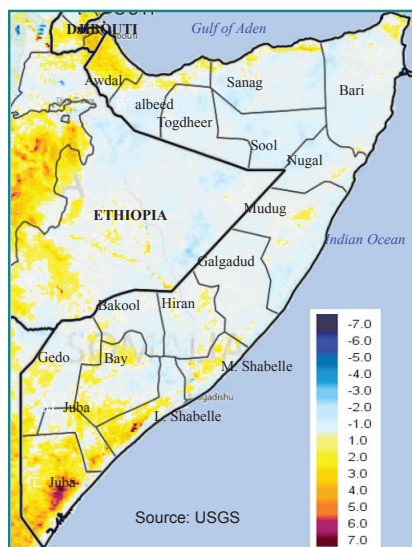 DJIBOUTI
Gulf of Aden
Awdal
Sanag
Bari
W albeed
Togdheer
Sool
Nugal
ETHIOPIA
Mudug
Indian Ocean
Galgadud
Bakool
Hiran
Gedo
Bay
M. Shabelle
M. Juba
L. Shabelle
L. Juba
Source: USGS
-7.0
-6.0
-5.0
-4.0
-3.0
-2.0
-1.0
1.0
2.0
3.0
4.0
5.0
6.0
7.0